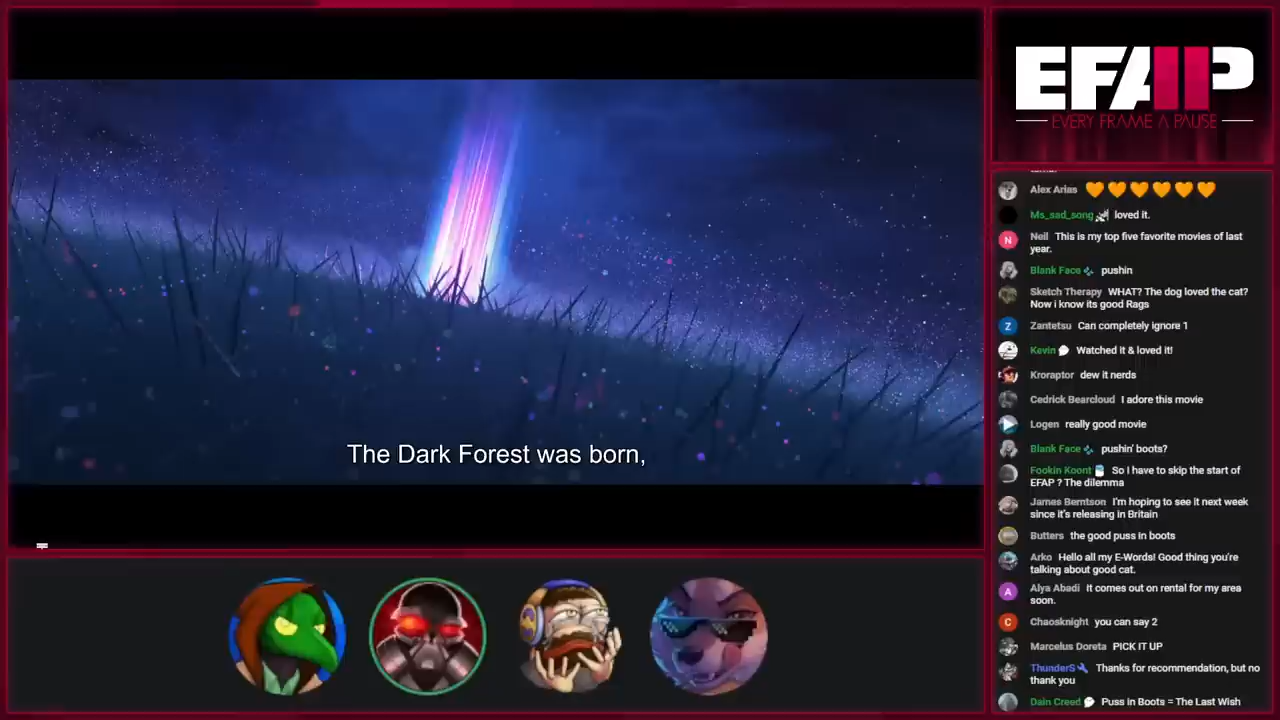 The Dark Forest was born,
EFAP
EVERY FRAME A PAUSE
Alex Arias
Ms_sad_song loved it.
Neil This is my top five favorite movies of last
year.
Blank Face pushin
Sketch Therapy WHAT? The dog loved the cat?
Now i know its good Rags
Zantetsu Can completely ignore 1
Kevin Watched it & loved it!
Kroraptor dew it nerds
Cedrick Bearcloud I adore this movie
Logen really good movie
Blank Face pushin' boots?
Fookin Koont So I have to skip the start of
EFAP ? The dilemma
James Berntson I'm hoping to see it next week
since it's releasing in Britain
Butters the good puss in boots
Arko Hello all my E-Words! Good thing you're
talking about good cat.
Alya Abadi It comes out on rental for my area
soon.
Chaosknight you can say 2
Marcelus Doreta PICK IT UP
ThunderS Thanks for recommendation, but no
thank you
Dain Creed Puss in Boots = The Last Wish
N
Z
A
C